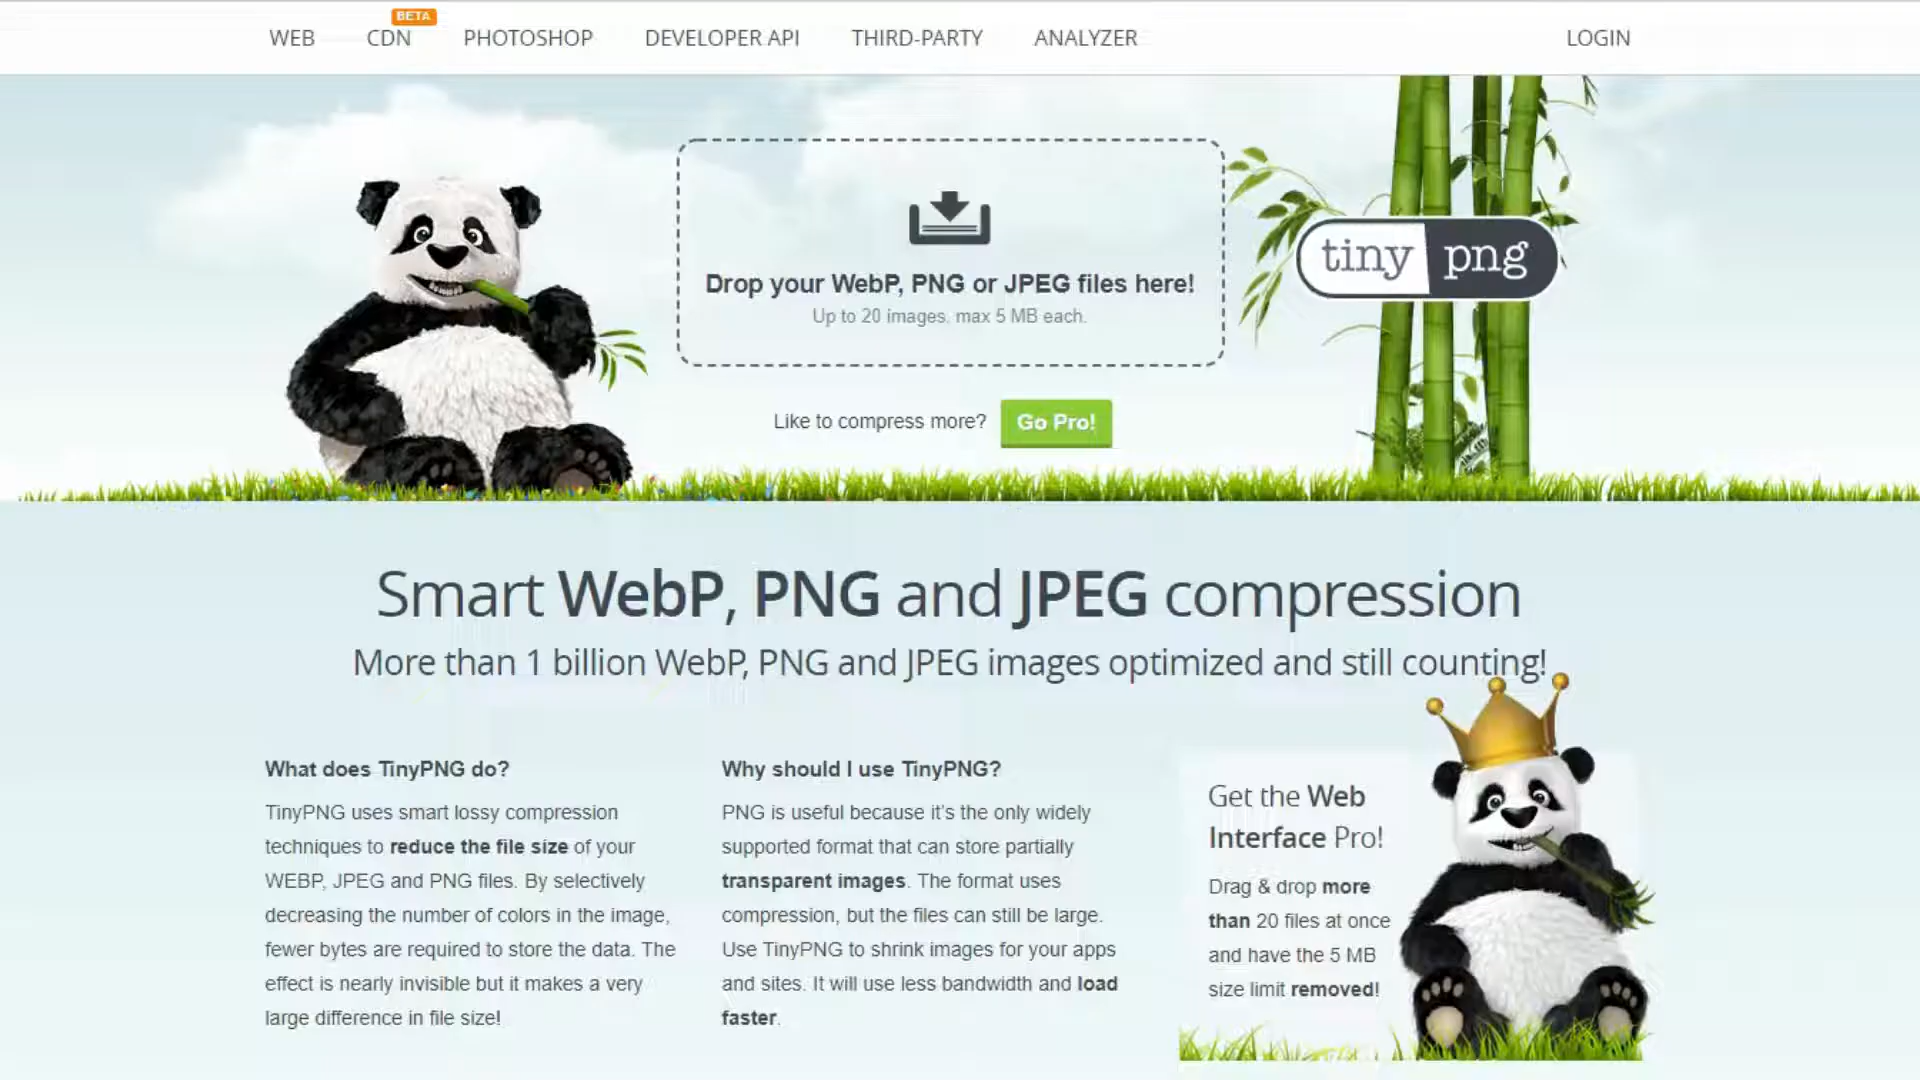 BETA
WEB CDN PHOTOSHOP DEVELOPER API THIRD-PARTY ANALYZER LOGIN
Drop your WebP, PNG or JPEG files here!
Up to 20 images, max 5 MB each.
tiny png
Like to compress more? Go Pro!
Smart WebP, PNG and JPEG compression
More than 1 billion WebP, PNG and JPEG images optimized and still counting!
What does TinyPNG do?
TinyPNG uses smart lossy compression
techniques to reduce the file size of your
WEBP, JPEG and PNG files. By selectively
decreasing the number of colors in the image,
fewer bytes are required to store the data. The
effect is nearly invisible but it makes a very
large difference in file size!
Why should I use TinyPNG?
PNG is useful because it's the only widely
supported format that can store partially
transparent images. The format uses
compression, but the files can still be large.
Use TinyPNG to shrink images for your apps
and sites. It will use less bandwidth and load
faster.
Get the Web
Interface Pro!
Drag & drop more
than 20 files at once
and have the 5 MB
size limit removed!